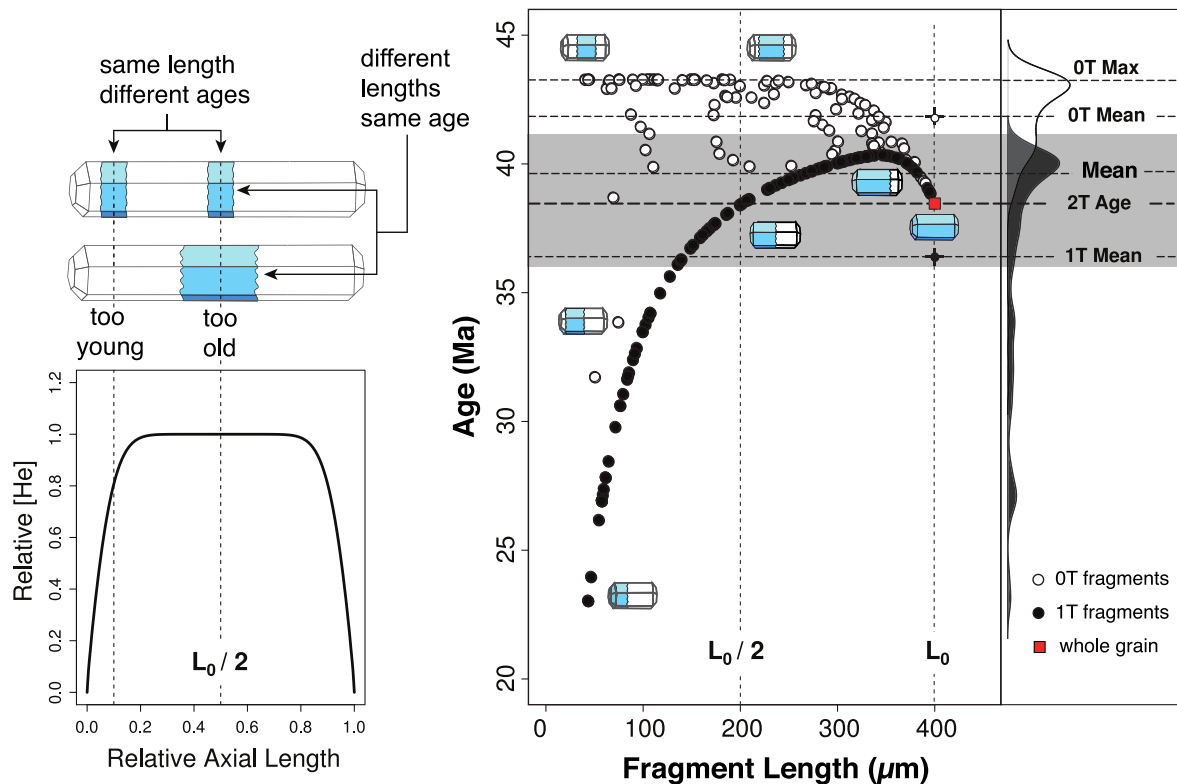 same length
different ages
different
lengths
same age
too
young
too
old
1.2
1.0
0.8
0.6
0.4
0.2
0.0
Relative [He]
L0 / 2
0.0 0.2 0.4 0.6 0.8 1.0
Relative Axial Length
45
40
35
30
25
20
Age (Ma)
0T Max
0T Mean
Mean
2T Age
1T Mean
0T fragments
1T fragments
whole grain
L0 / 2
L0
0 100 200 300 400
Fragment Length (µm)